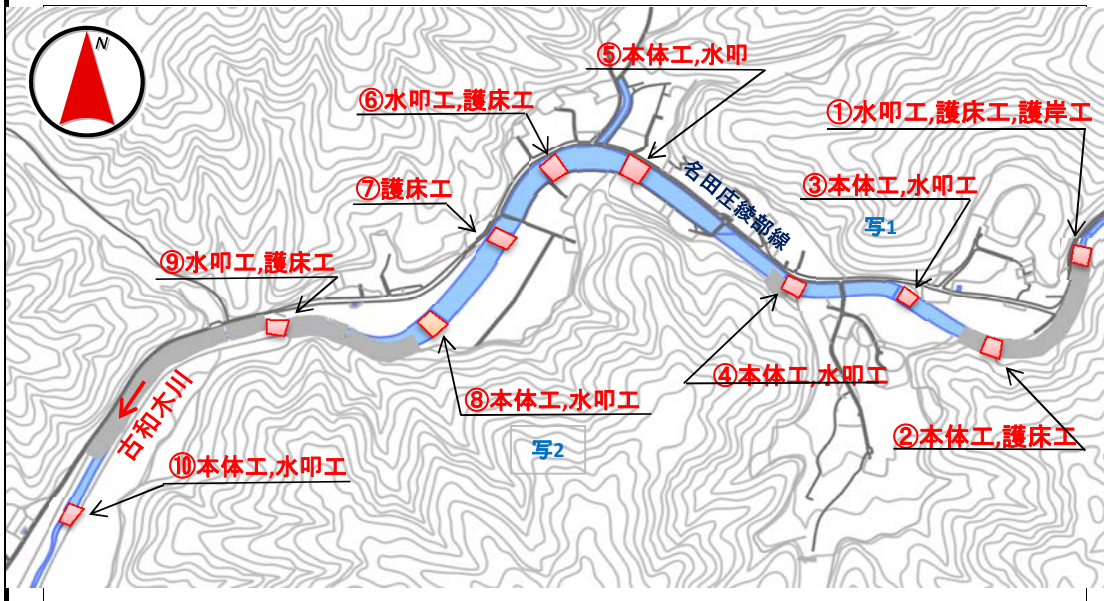 N
⑤本体工,水叩
⑥水叩工,護床工
①水叩工,護床工,護岸工
⑦護床工
名田庄綾部線
③本体工,水叩工
写1
⑨水叩工,護床工
④本体工,水叩工
⑧本体工,水叩工
②本体工,護床工
古和木川
写2
⑩本体工,水叩工